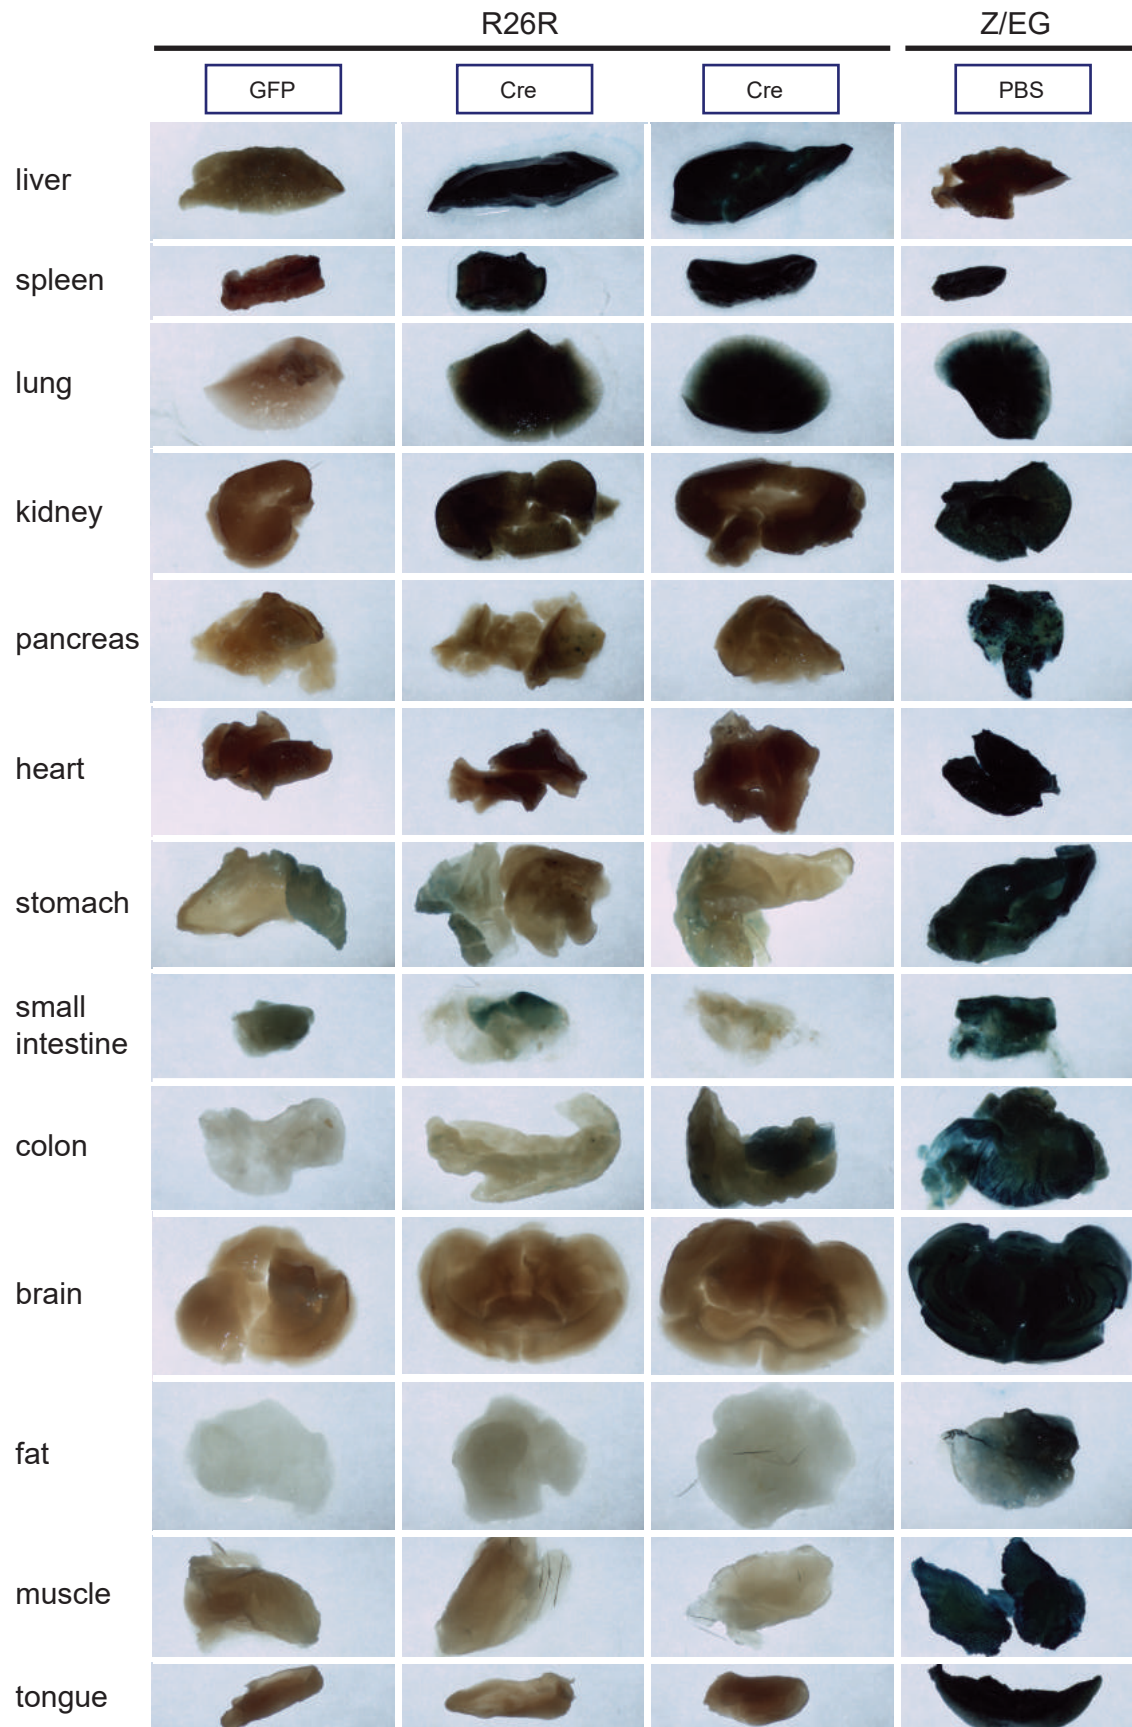 R26R
Z/EG
GFP
Cre
Cre
PBS
liver
spleen
lung
kidney
pancreas
heart
stomach
small
intestine
colon
brain
fat
muscle
tongue